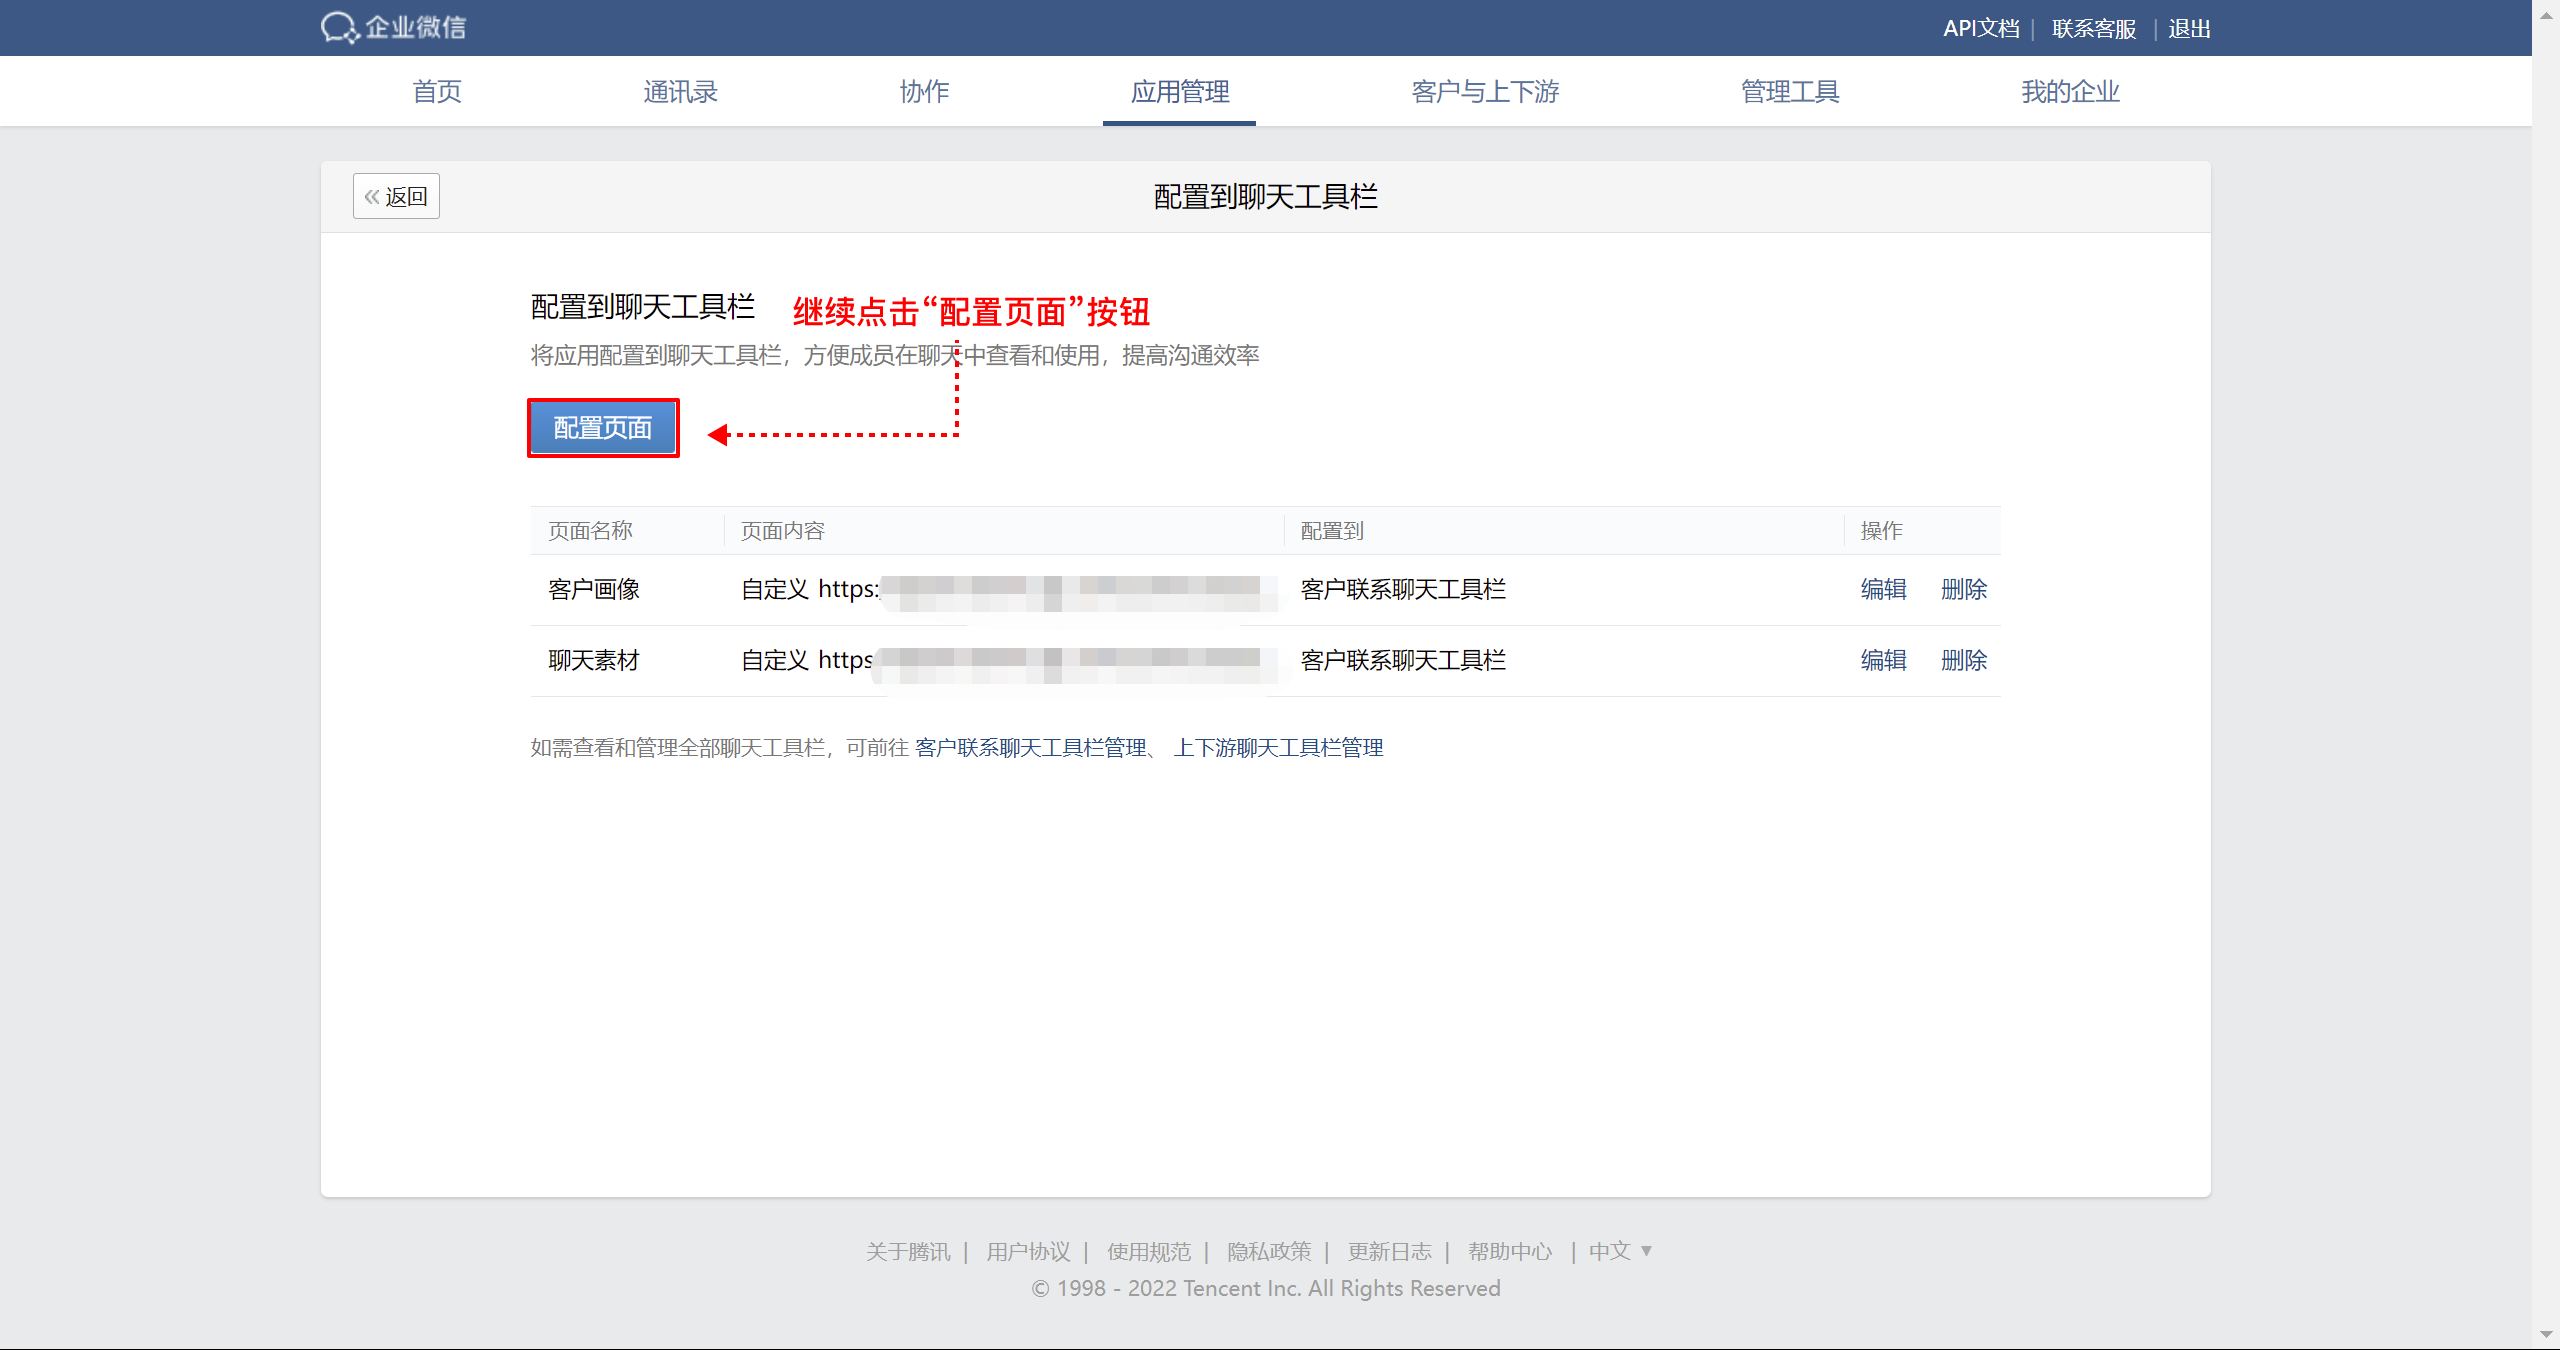 企业微信
API文档 | 联系客服 | 退出
首页 通讯录 协作 应用管理 客户与上下游 管理工具 我的企业
« 返回
配置到聊天工具栏
配置到聊天工具栏
继续点击“配置页面”按钮
将应用配置到聊天工具栏，方便成员在聊天中查看和使用，提高沟通效率
配置页面
页面名称 页面内容 配置到 操作
客户画像 自定义 https: 客户联系聊天工具栏 编辑 删除
聊天素材 自定义 https 客户联系聊天工具栏 编辑 删除
如需查看和管理全部聊天工具栏，可前往 客户联系聊天工具栏管理、 上下游聊天工具栏管理
关于腾讯 | 用户协议 | 使用规范 | 隐私政策 | 更新日志 | 帮助中心 | 中文 ▼
© 1998 - 2022 Tencent Inc. All Rights Reserved